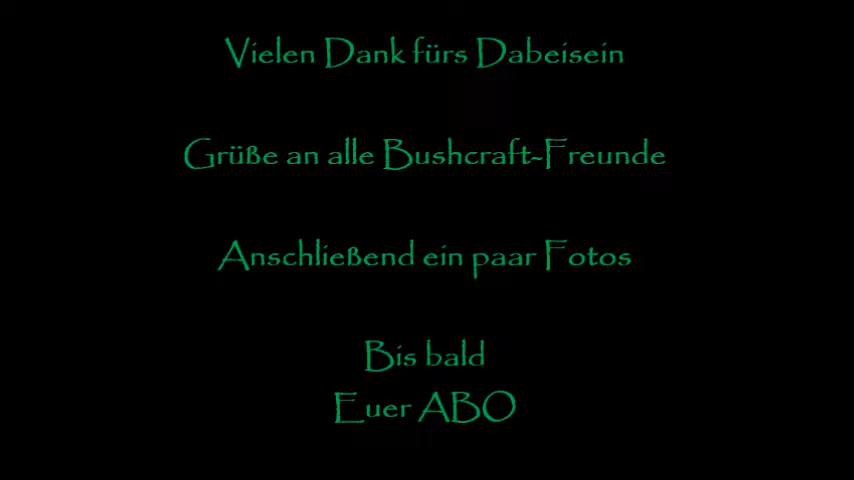 Vielen Dank fürs Dabeisein
Grüße an alle Bushcraft-Freunde
Anschließend ein paar Fotos
Bis bald
Euer ABO